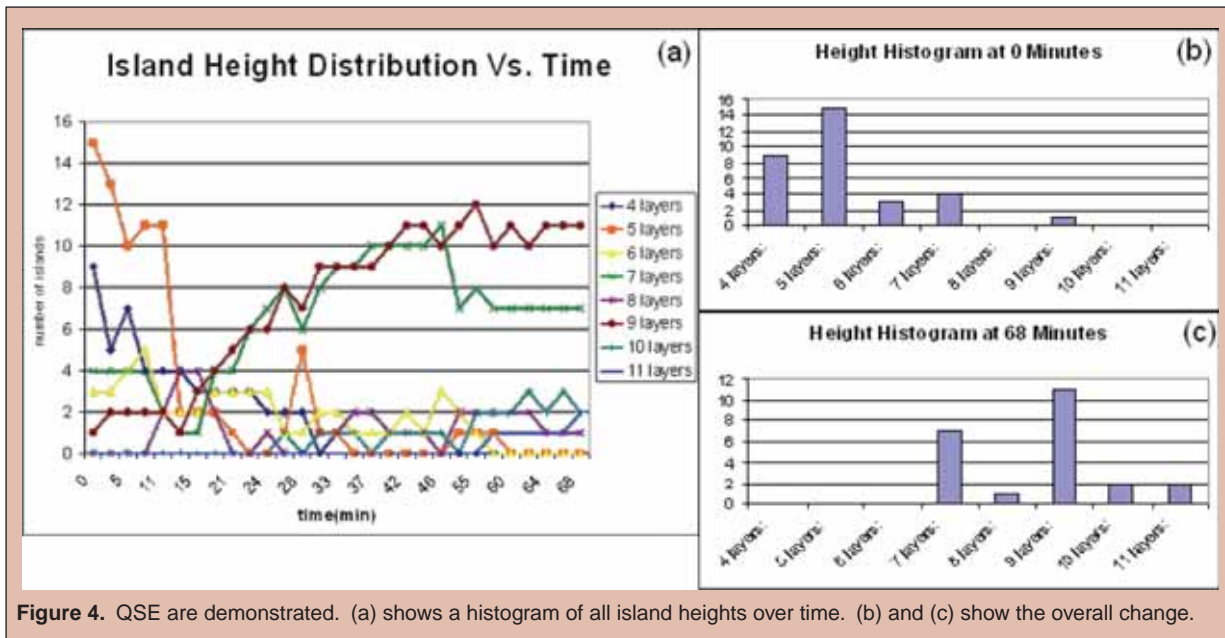 Island Height Distribution Vs. Time
(a)
16
14
12
10
8
6
4
2
0
number of islands
0
5
11
15
21
24
28
33
37
42
46
55
60
64
68
time(min)
4 layers
5 layers
6 layers
7 layers
8 layers
9 layers
10 layers
11 layers
Height Histogram at 0 Minutes
(b)
16
14
12
10
8
6
4
2
0
4 layers:
5 layers:
6 layers:
7 layers:
8 layers:
9 layers:
10 layers:
11 layers:
Height Histogram at 68 Minutes
(c)
12
10
8
6
4
2
0
4 layers:
5 layers:
6 layers:
7 layers:
8 layers:
9 layers:
10 layers:
11 layers:
Figure 4. QSE are demonstrated. (a) shows a histogram of all island heights over time. (b) and (c) show the overall change.